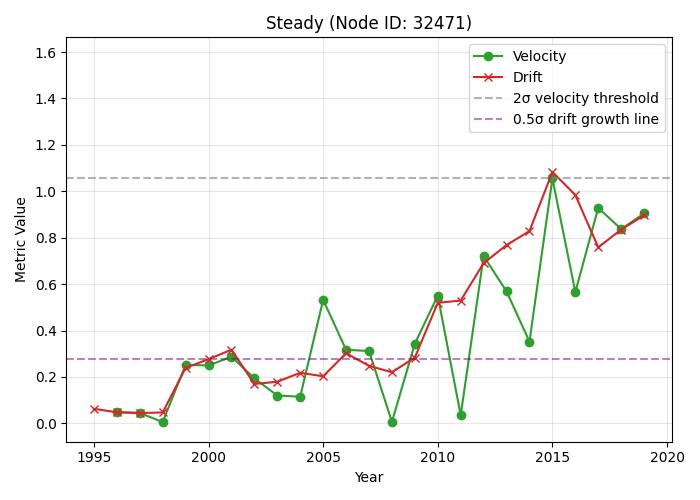 Steady (Node ID: 32471)
Velocity
Drift
2σ velocity threshold
0.5σ drift growth line
Metric Value
1.6
1.4
1.2
1.0
0.8
0.6
0.4
0.2
0.0
1995 2000 2005 2010 2015 2020
Year